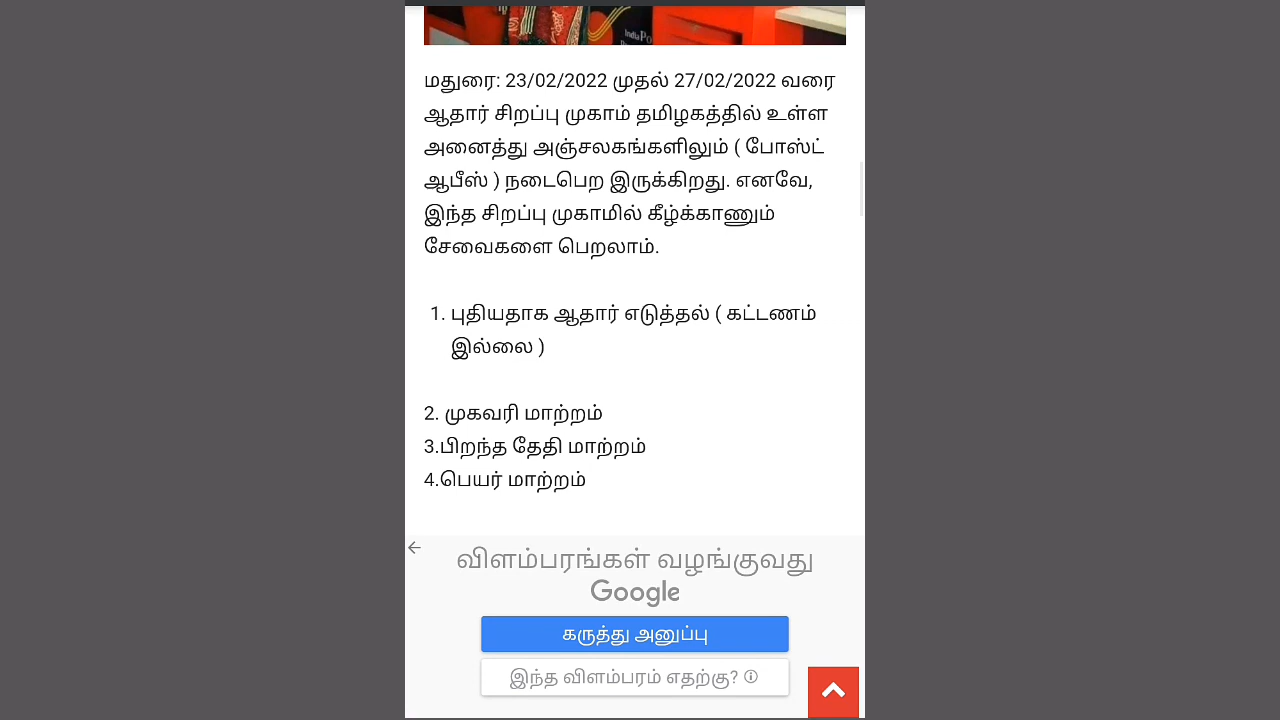 India Po
மதுரை: 23/02/2022 முதல் 27/02/2022 வரை
ஆதார் சிறப்பு முகாம் தமிழகத்தில் உள்ள
அனைத்து அஞ்சலகங்களிலும் ( போஸ்ட்
ஆபீஸ் ) நடைபெற இருக்கிறது. எனவே,
இந்த சிறப்பு முகாமில் கீழ்க்காணும்
சேவைகளை பெறலாம்.
1. புதியதாக ஆதார் எடுத்தல் ( கட்டணம்
இல்லை )
2. முகவரி மாற்றம்
3.பிறந்த தேதி மாற்றம்
4.பெயர் மாற்றம்
விளம்பரங்கள் வழங்குவது
Google
கருத்து அனுப்பு
இந்த விளம்பரம் எதற்கு?